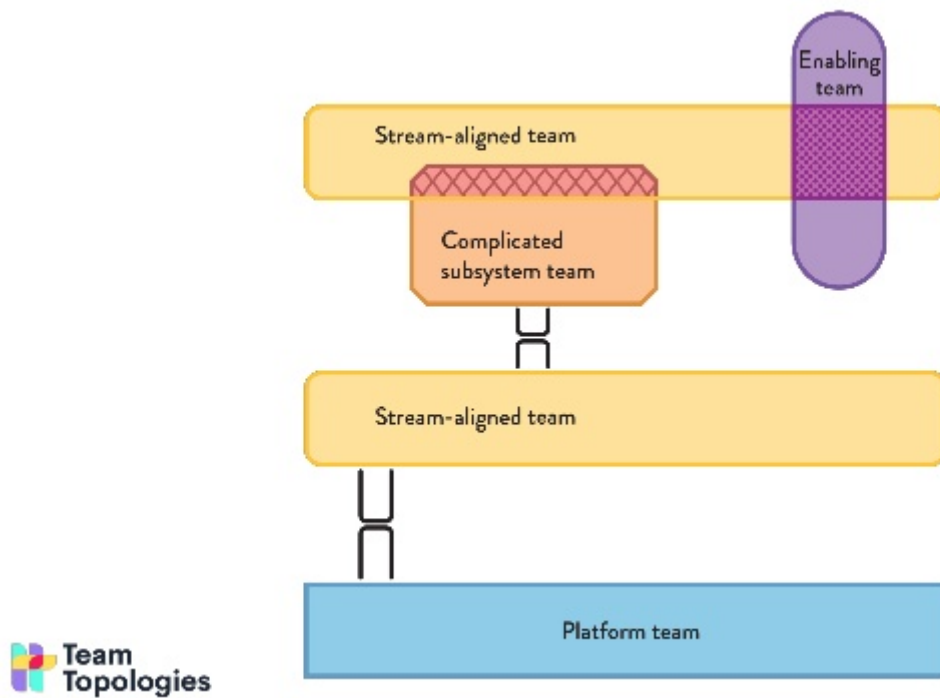 Enabling
team
Stream-aligned team
Complicated
subsystem team
Stream-aligned team
Platform team
Team
Topologies